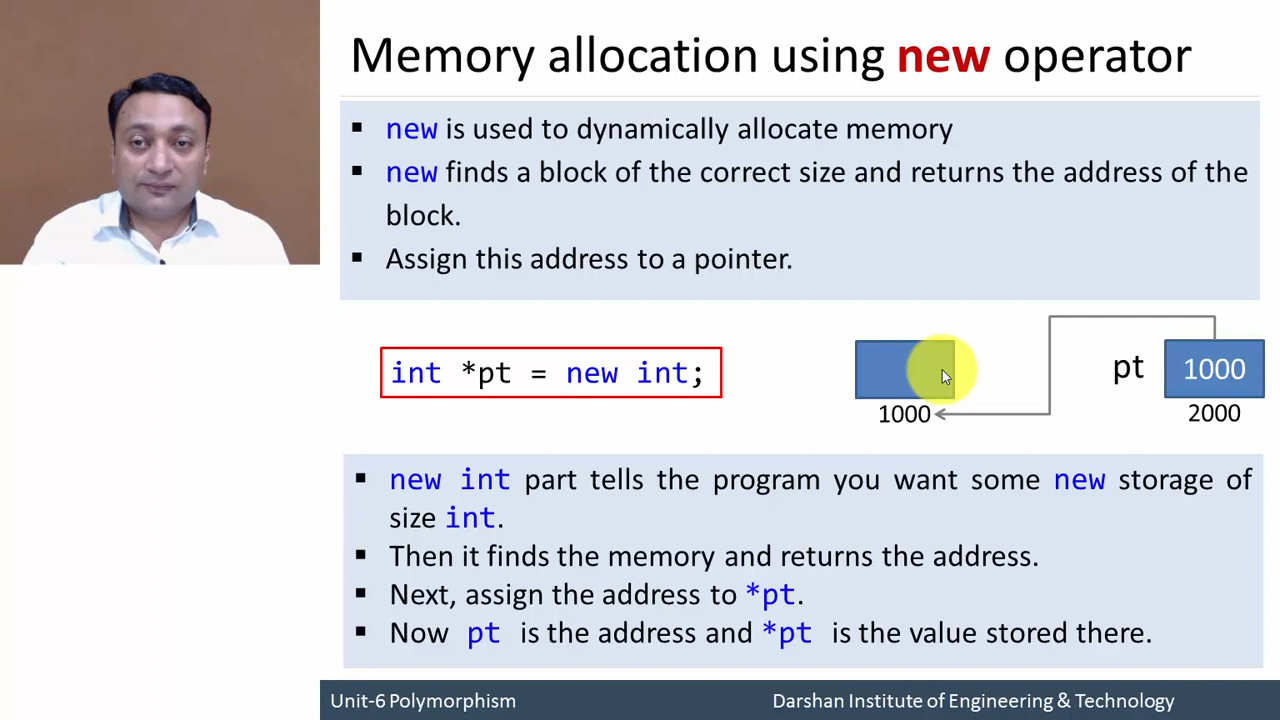 Memory allocation using new operator
▪ new is used to dynamically allocate memory
▪ new finds a block of the correct size and returns the address of the
block.
▪ Assign this address to a pointer.
int *pt = new int;
pt
1000
1000
2000
▪ new int part tells the program you want some new storage of
size int.
▪ Then it finds the memory and returns the address.
▪ Next, assign the address to *pt.
▪ Now pt is the address and *pt is the value stored there.
Unit-6 Polymorphism
Darshan Institute of Engineering & Technology